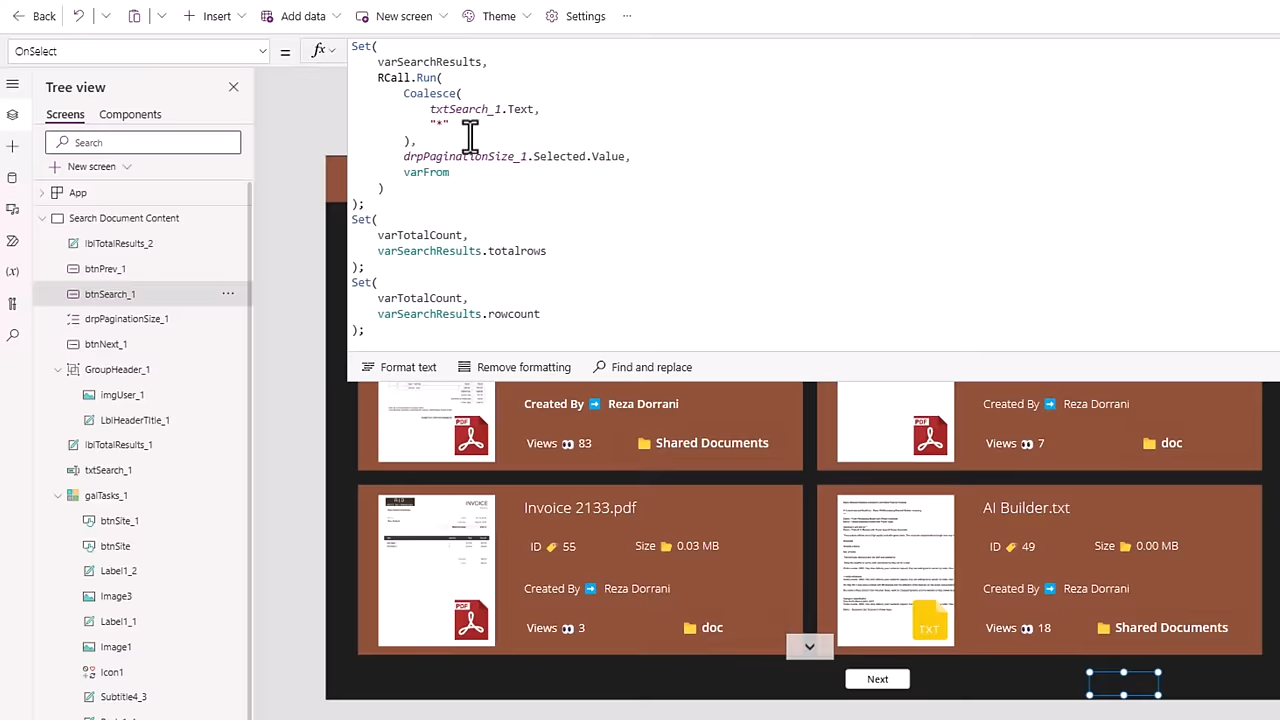 Back
Insert
Add data
New screen
Theme
Settings
OnSelect
=
fx
Tree view
Screens
Components
Search
New screen
App
Search Document Content
lblTotalResults_2
btnPrev_1
btnSearch_1
drpPaginationSize_1
btnNext_1
GroupHeader_1
ImgUser_1
LblHeaderTitle_1
lblTotalResults_1
txtSearch_1
galTasks_1
btnSite_1
btnSite
Image1_2
Image3
Label1_1
Image1
Icon1
Subtitle4_3
Set(
varSearchResults,
RCall.Run(
Coalesce(
txtSearch_1.Text,
"*"
),
drpPaginationSize_1.Selected.Value,
varFrom
)
);
Set(
varTotalCount,
varSearchResults.totalrows
);
Set(
varTotalCount,
varSearchResults.rowcount
);
Format text
Remove formatting
Find and replace
Created By Reza Dorrani
Views 83
Shared Documents
Created By Reza Dorrani
Views 7
doc
INVOICE
Invoice 2133.pdf
ID 55
Size 0.03 MB
Created By Reza Dorrani
Views 3
doc
AI Builder.txt
ID 49
Size 0.00 MB
Created By Reza Dorrani
Views 18
Shared Documents
PDF
TXT
Next